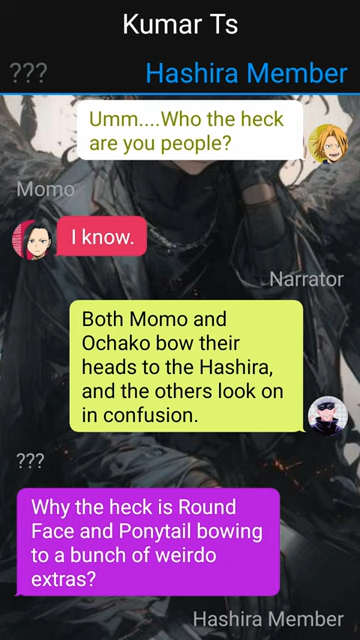 Kumar Ts
???
Hashira Member
Umm....Who the heck
are you people?
Momo
I know.
Narrator
Both Momo and
Ochako bow their
heads to the Hashira,
and the others look on
in confusion.
???
Why the heck is Round
Face and Ponytail bowing
to a bunch of weirdo
extras?
Hashira Member